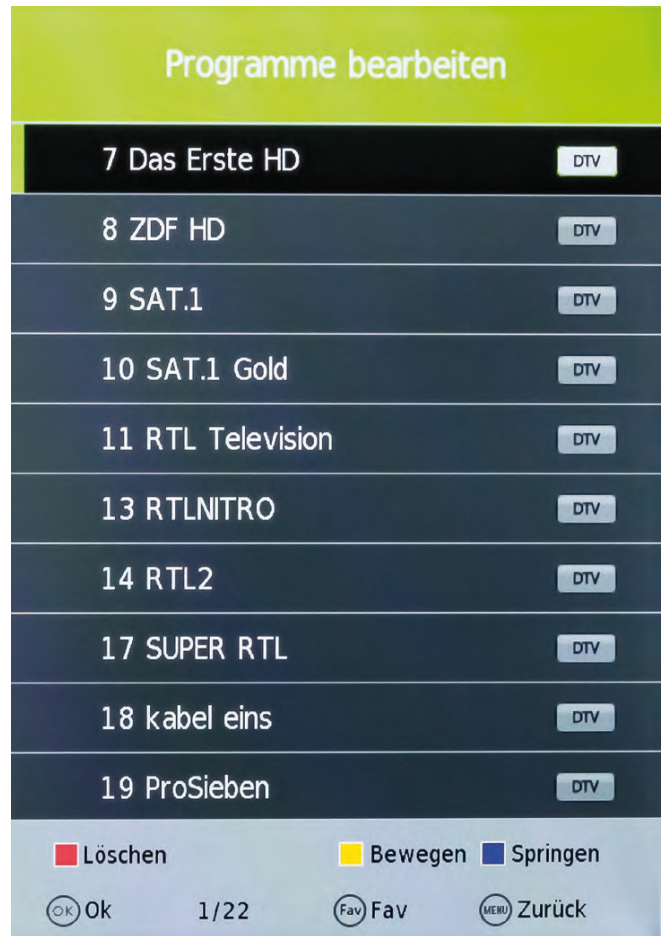 Programme bearbeiten
7 Das Erste HD DTV
8 ZDF HD DTV
9 SAT.1 DTV
10 SAT.1 Gold DTV
11 RTL Television DTV
13 RTLNITRO DTV
14 RTL2 DTV
17 SUPER RTL DTV
18 kabel eins DTV
19 ProSieben DTV
Löschen Bewegen Springen
OK Ok 1/22 Fav Fav MENU Zurück